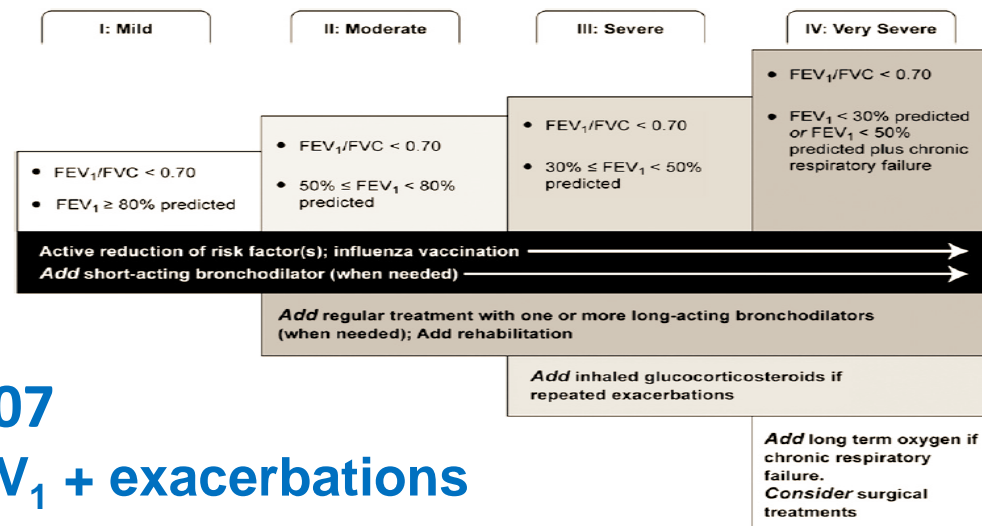 I: Mild
II: Moderate
III: Severe
IV: Very Severe
• FEV₁/FVC < 0.70
• FEV₁ ≥ 80% predicted
• FEV₁/FVC < 0.70
• 50% ≤ FEV₁ < 80%
predicted
• FEV₁/FVC < 0.70
• 30% ≤ FEV₁ < 50%
predicted
• FEV₁/FVC < 0.70
• FEV₁ < 30% predicted
or FEV₁ < 50%
predicted plus chronic
respiratory failure
Active reduction of risk factor(s); influenza vaccination
Add short-acting bronchodilator (when needed)
Add regular treatment with one or more long-acting bronchodilators
(when needed); Add rehabilitation
Add inhaled glucocorticosteroids if
repeated exacerbations
Add long term oxygen if
chronic respiratory
failure.
Consider surgical
treatments
07
V₁ + exacerbations